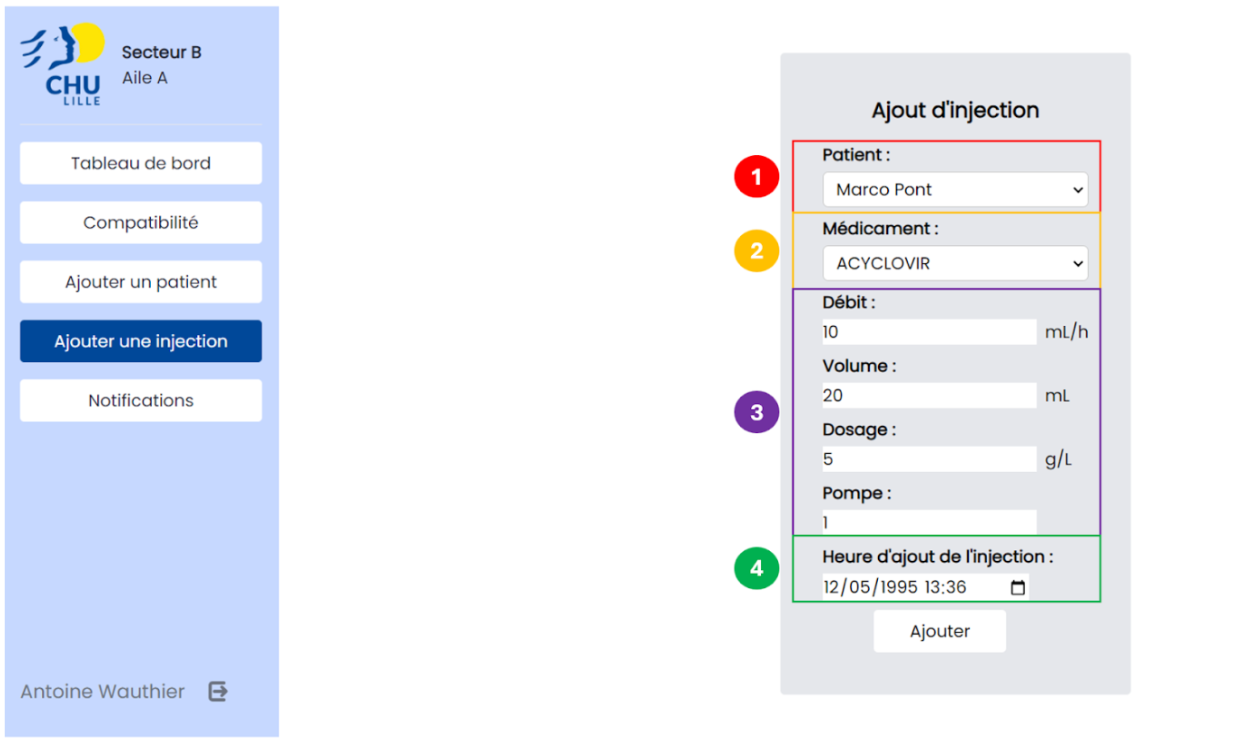 CHU
LILLE
Secteur B
Aile A
Tableau de bord
Compatibilité
Ajouter un patient
Ajouter une injection
Notifications
Antoine Wauthier
Ajout d'injection
1
Patient :
Marco Pont
2
Médicament :
ACYCLOVIR
3
Débit :
10 mL/h
Volume :
20 mL
Dosage :
5 g/L
Pompe :
1
4
Heure d'ajout de l'injection :
12/05/1995 13:36
Ajouter